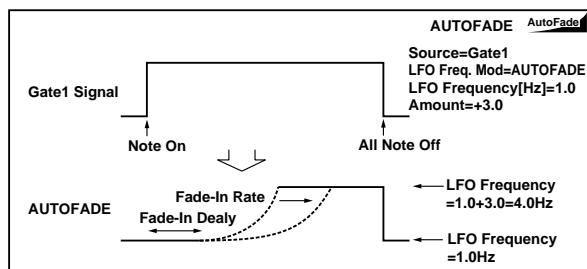 AUTOFADE
AutoFade
Source=Gate1
LFO Freq. Mod=AUTOFADE
LFO Frequency[Hz]=1.0
Amount=+3.0
Gate1 Signal
Note On
All Note Off
Fade-In Rate
LFO Frequency
=1.0+3.0=4.0Hz
AUTOFADE
Fade-In Dealy
LFO Frequency
=1.0Hz